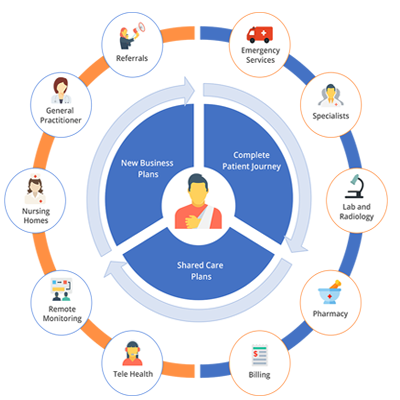 Referrals
Emergency
Services
General
Practitioner
Specialists
New Business
Plans
Complete
Patient Journey
Nursing
Homes
Lab and
Radiology
Shared Care
Plans
Remote
Monitoring
Pharmacy
Tele Health
Billing